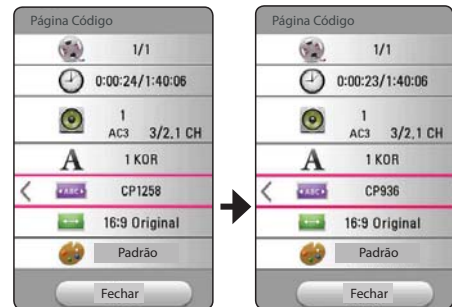 Página Código
1/1
0:00:24/1:40:06
1
AC3 3/2.1 CH
A
1 KOR
ABC
CP1258
16:9 Original
Padrão
Fechar
Página Código
1/1
0:00:23/1:40:06
1
AC3 3/2.1 CH
A
1 KOR
ABC
CP936
16:9 Original
Padrão
Fechar